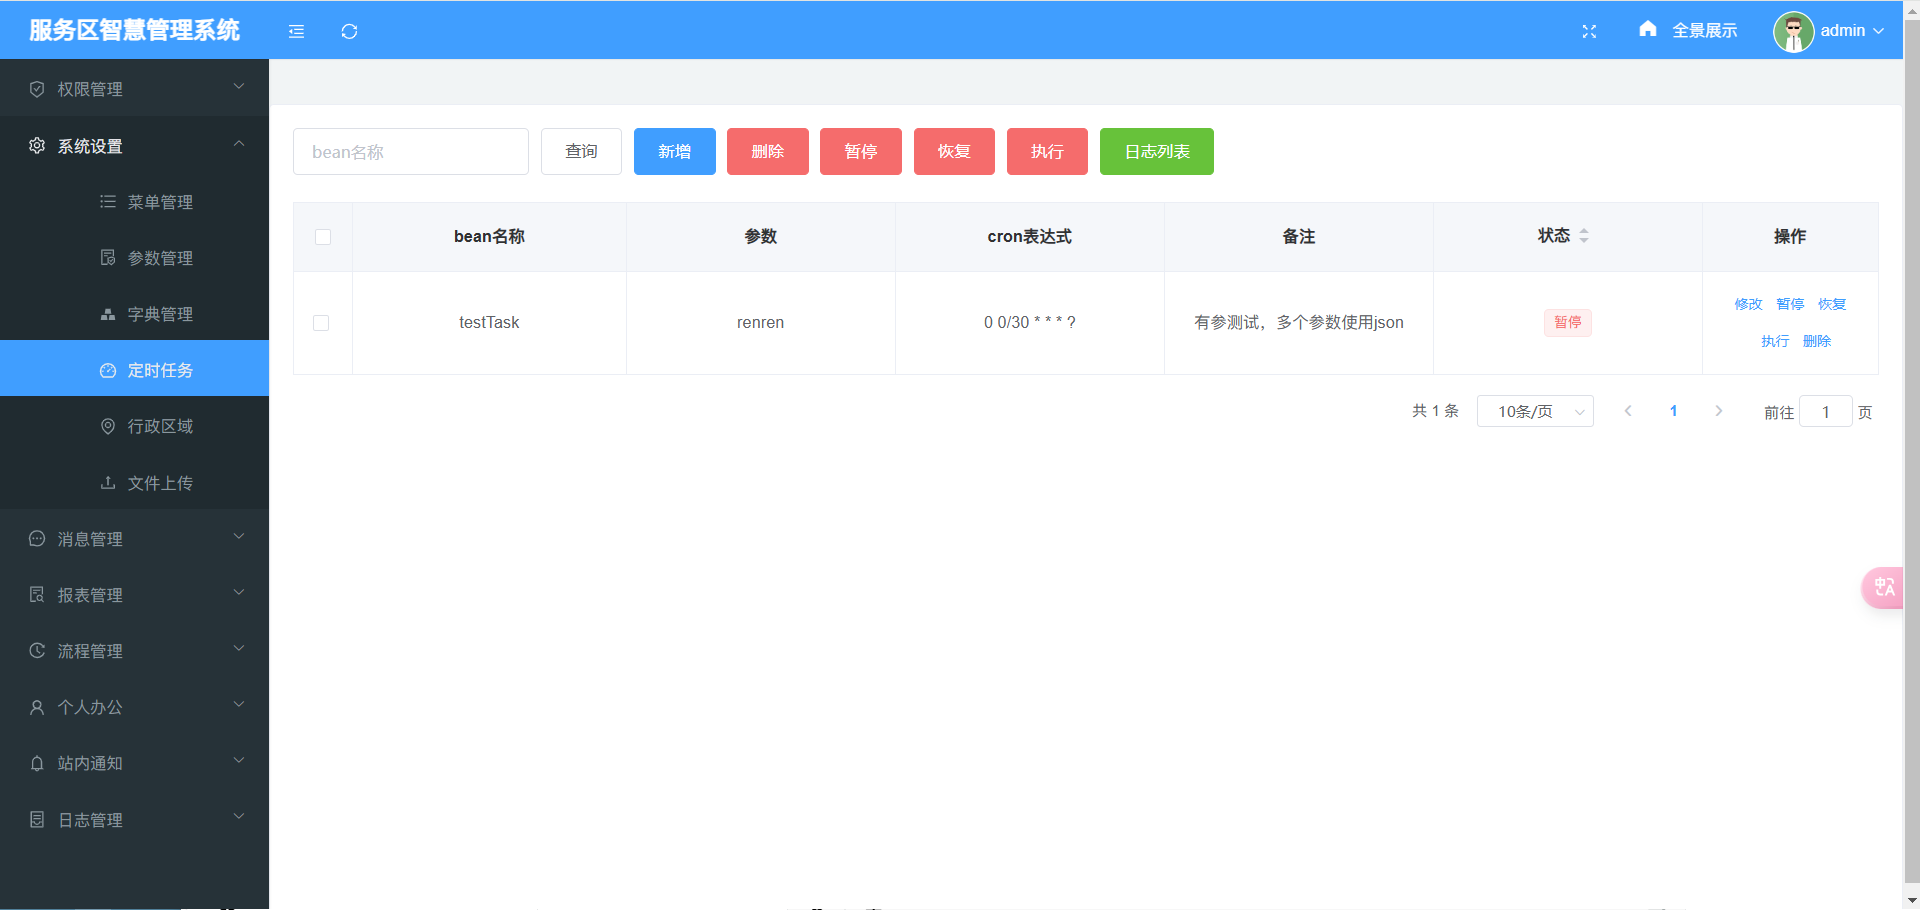 服务区智慧管理系统
全景展示
admin
权限管理
系统设置
菜单管理
参数管理
字典管理
定时任务
行政区域
文件上传
消息管理
报表管理
流程管理
个人办公
站内通知
日志管理
bean名称 查询 新增 删除 暂停 恢复 执行 日志列表
bean名称 参数 cron表达式 备注 状态 操作
testTask renren 0 0/30 * * * ? 有参测试，多个参数使用json 暂停 修改 暂停 恢复
执行 删除
共 1 条 10条/页 1 前往 1 页
中 A